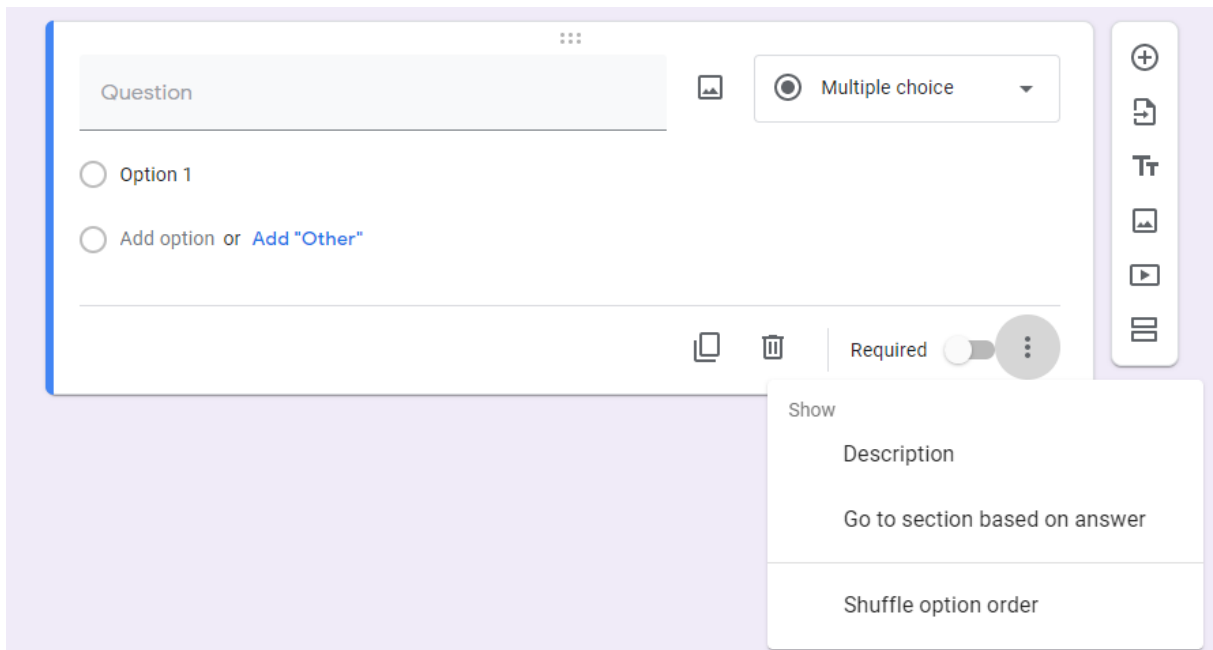 Question
Multiple choice
Option 1
Add option or Add "Other"
Required
Show
Description
Go to section based on answer
Shuffle option order